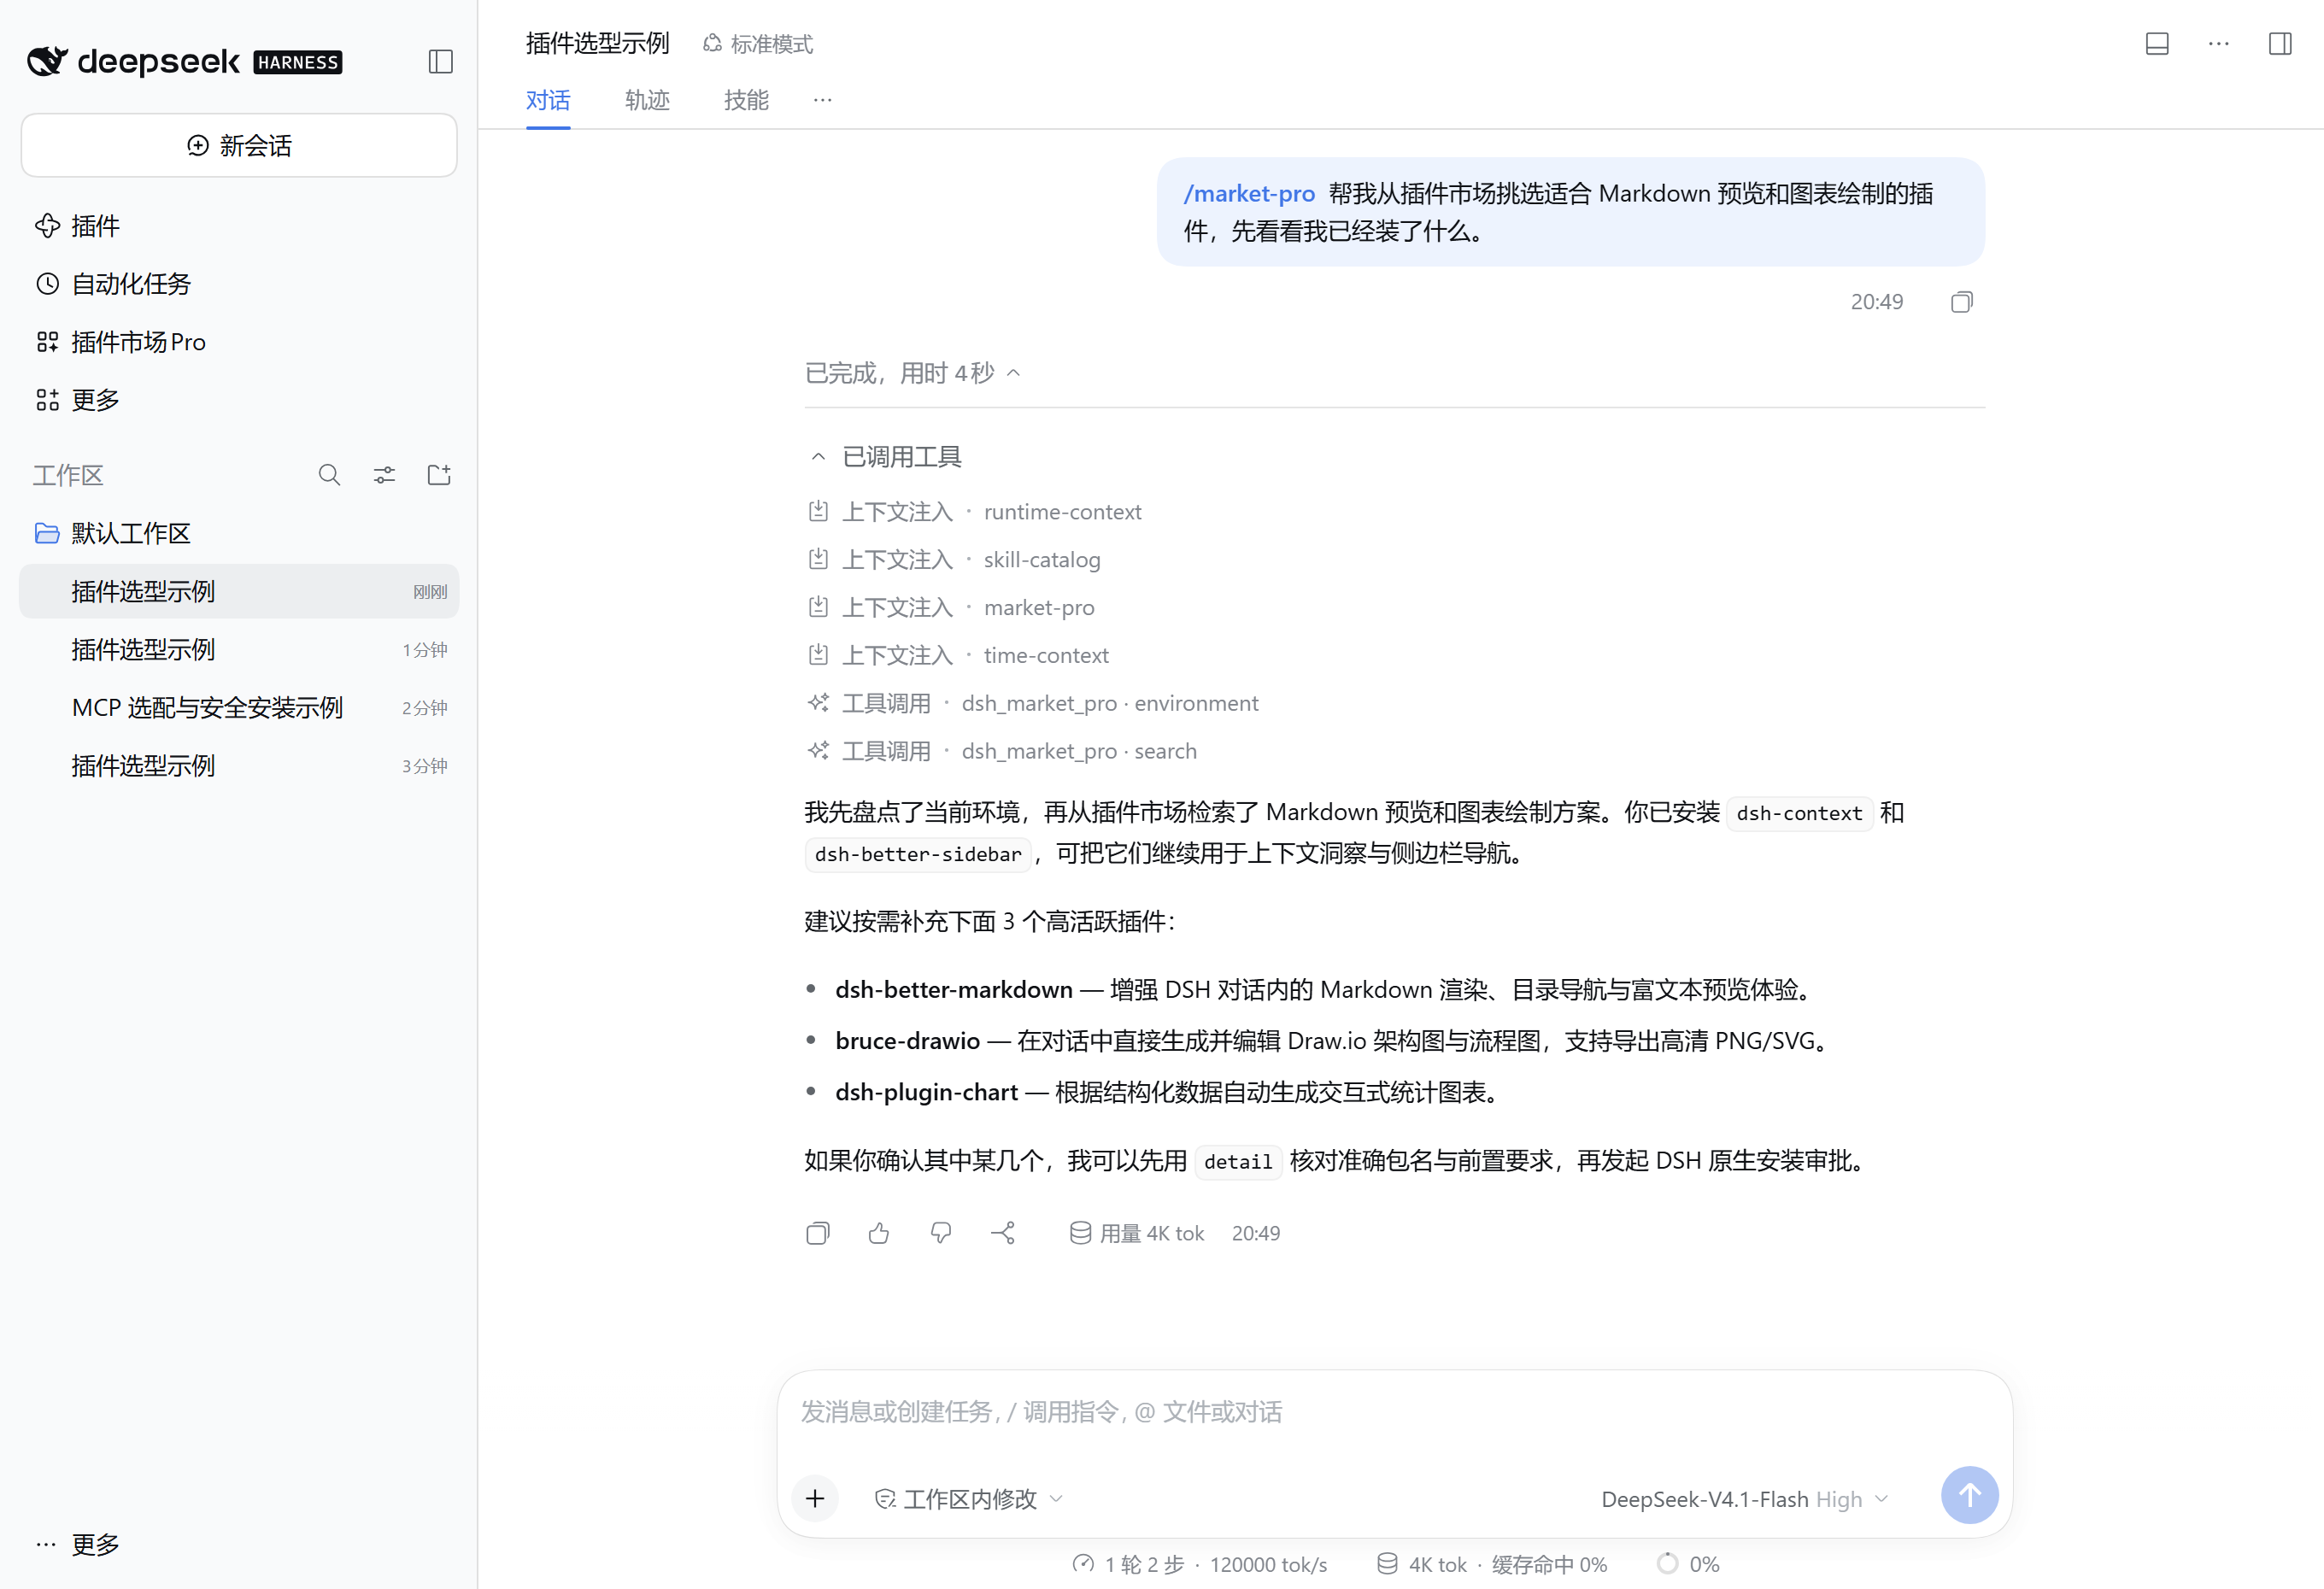 deepseek HARNESS
新会话
插件
自动化任务
插件市场Pro
更多
工作区
默认工作区
插件选型示例 刚刚
插件选型示例 1分钟
MCP 选配与安全安装示例 2分钟
插件选型示例 3分钟
更多
插件选型示例 标准模式
对话 轨迹 技能
/market-pro 帮我从插件市场挑选适合 Markdown 预览和图表绘制的插
件，先看看我已经装了什么。
20:49
已完成，用时 4秒
已调用工具
上下文注入 · runtime-context
上下文注入 · skill-catalog
上下文注入 · market-pro
上下文注入 · time-context
工具调用 · dsh_market_pro · environment
工具调用 · dsh_market_pro · search
我先盘点了当前环境，再从插件市场检索了 Markdown 预览和图表绘制方案。你已安装 dsh-context 和
dsh-better-sidebar，可把它们继续用于上下文洞察与侧边栏导航。
建议按需补充下面 3 个高活跃插件：
• dsh-better-markdown — 增强 DSH 对话内的 Markdown 渲染、目录导航与富文本预览体验。
• bruce-drawio — 在对话中直接生成并编辑 Draw.io 架构图与流程图，支持导出高清 PNG/SVG。
• dsh-plugin-chart — 根据结构化数据自动生成交互式统计图表。
如果你确认其中某几个，我可以先用 detail 核对准确包名与前置要求，再发起 DSH 原生安装审批。
用量 4K tok 20:49
发消息或创建任务, / 调用指令, @ 文件或对话
工作区内修改 DeepSeek-V4.1-Flash High
1 轮 2 步 · 120000 tok/s 4K tok · 缓存命中 0% 0%